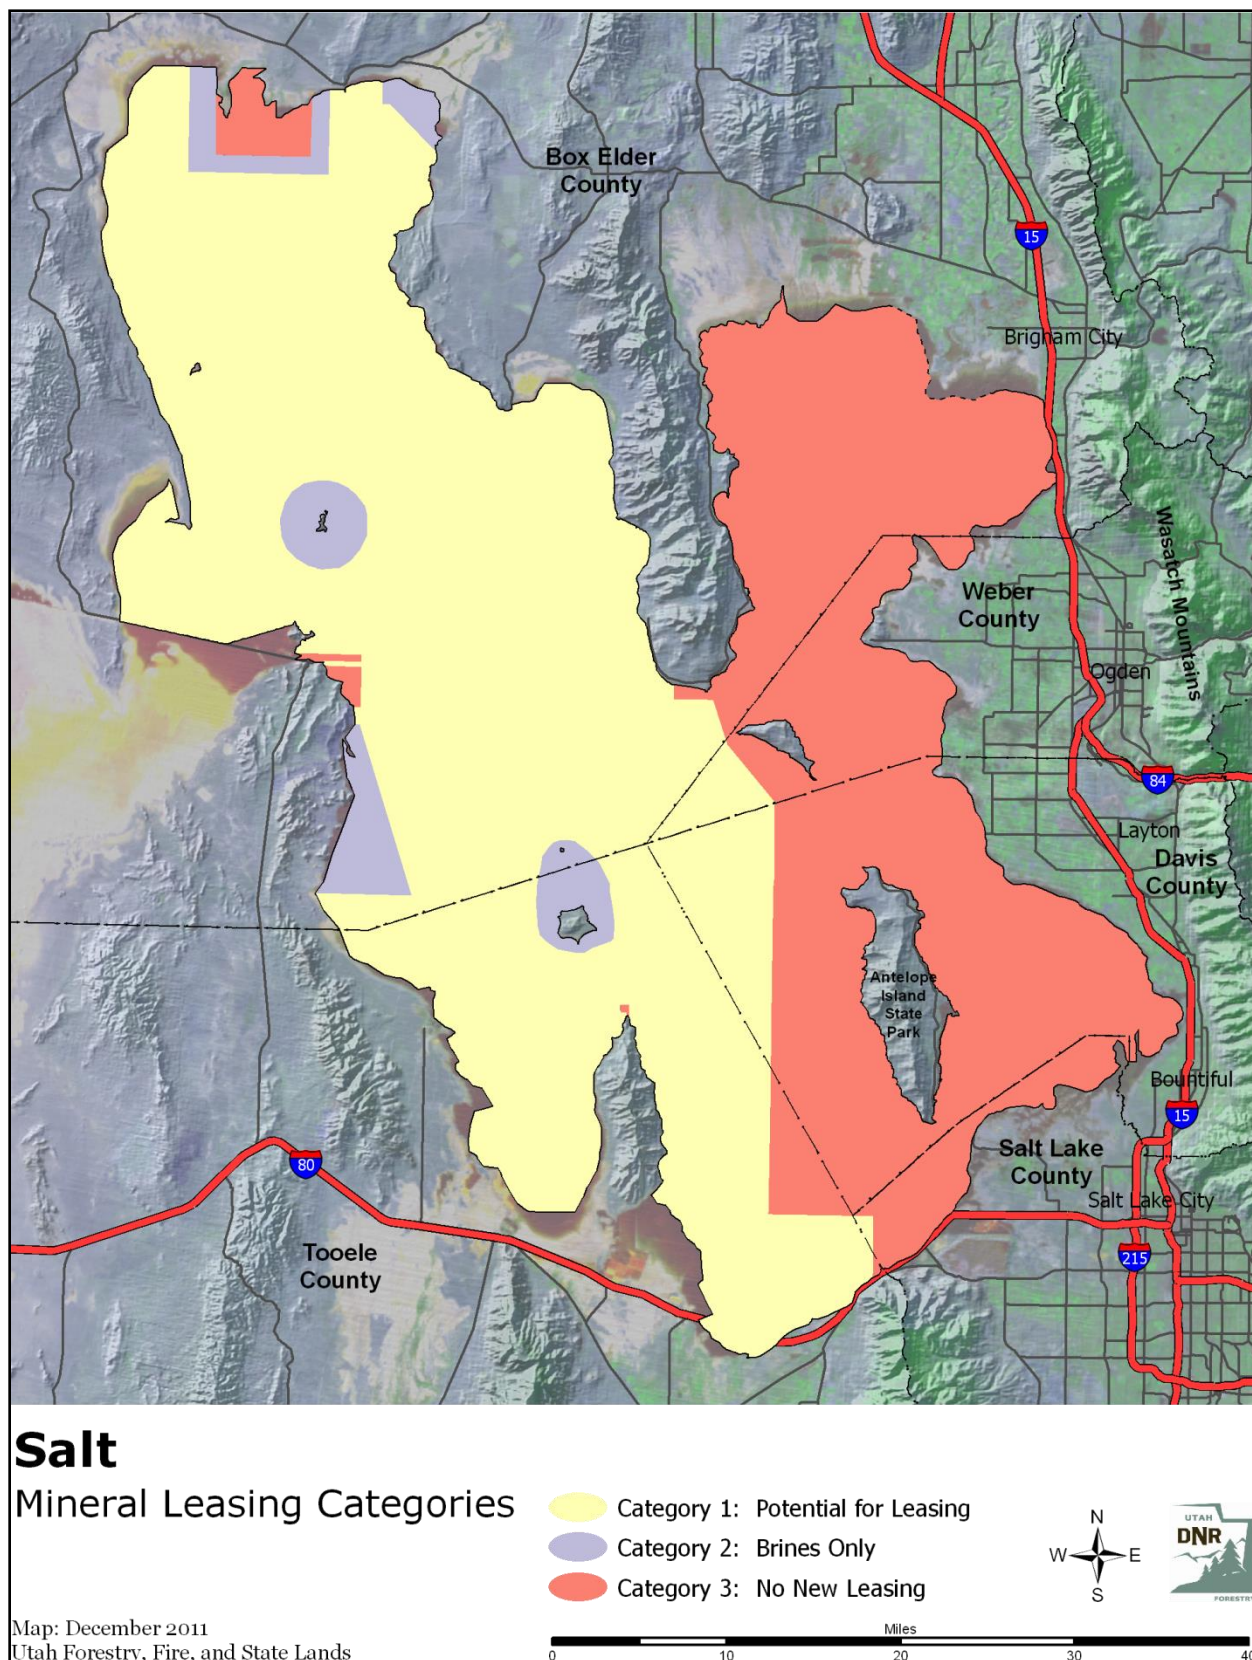 Box Elder
County
15
Brigham City
Wasatch Mountains
Weber
County
Ogden
84
Layton
Davis
County
Antelope
Island
State
Park
Bountiful
15
Salt Lake
County
80
Salt Lake City
Tooele
County
215
Salt
Mineral Leasing Categories
Category 1: Potential for Leasing
Category 2: Brines Only
Category 3: No New Leasing
N
W E
S
UTAH
DNR
FORESTRY
Map: December 2011
Utah Forestry, Fire, and State Lands
Miles
0 10 20 30 40